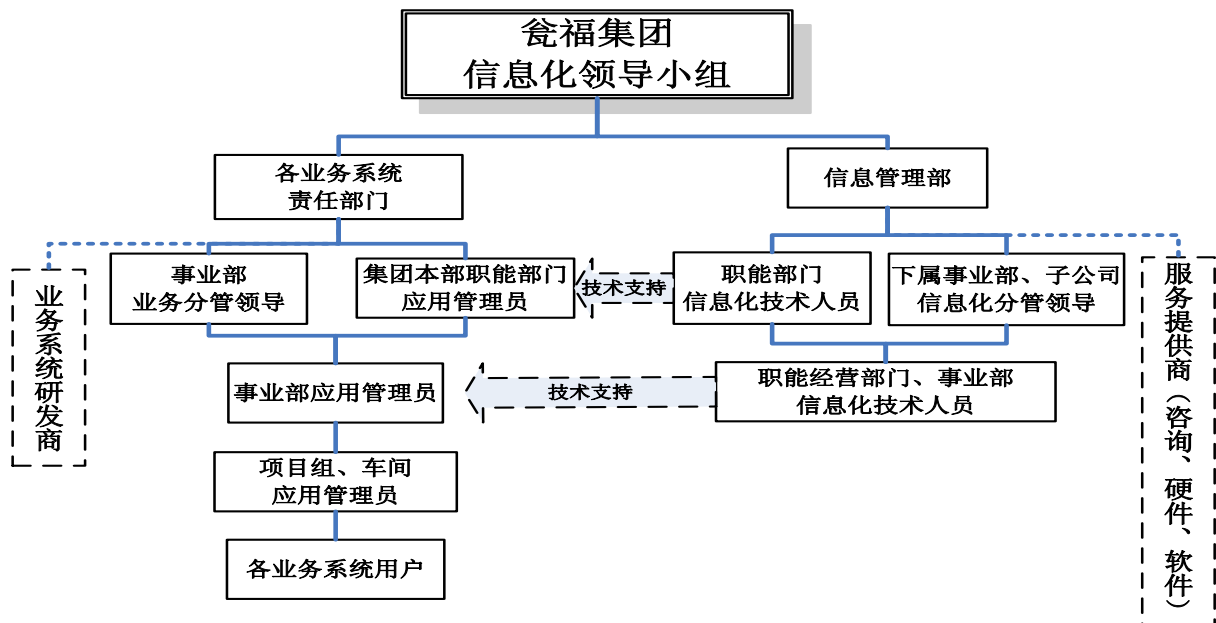 瓮福集团
信息化领导小组
各业务系统
责任部门
信息管理部
事业部
业务分管领导
集团本部职能部门
应用管理员
技术支持
职能部门
信息化技术人员
下属事业部、子公司
信息化分管领导
业务系统研发商
服务提供商（咨询、硬件、软件）
事业部应用管理员
技术支持
职能经营部门、事业部
信息化技术人员
项目组、车间
应用管理员
各业务系统用户